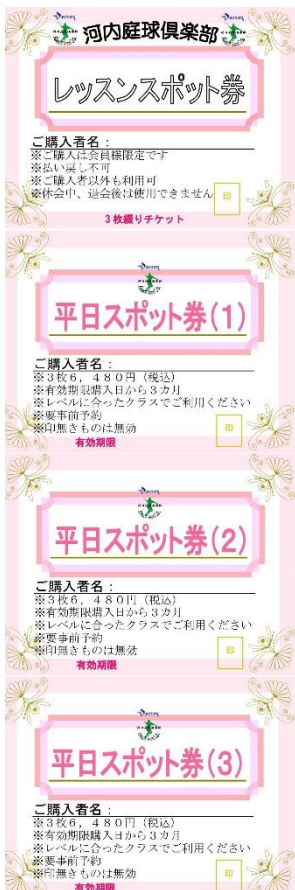 河内庭球倶楽部
レッスンスポット券
ご購入者名：
※ご購入は会員様限定です
※払い戻し不可
※ご購入者以外も利用可
※休会中、退会後は使用できません
印
3枚綴りチケット
平日スポット券(1)
ご購入者名：
※３枚６，４８０円（税込）
※有効期限購入日から３カ月
※レベルに合ったクラスでご利用ください
※要事前予約
※印無きものは無効
印
有効期限
平日スポット券(2)
ご購入者名：
※３枚６，４８０円（税込）
※有効期限購入日から３カ月
※レベルに合ったクラスでご利用ください
※要事前予約
※印無きものは無効
印
有効期限
平日スポット券(3)
ご購入者名：
※３枚６，４８０円（税込）
※有効期限購入日から３カ月
※レベルに合ったクラスでご利用ください
※要事前予約
※印無きものは無効
印
有効期限